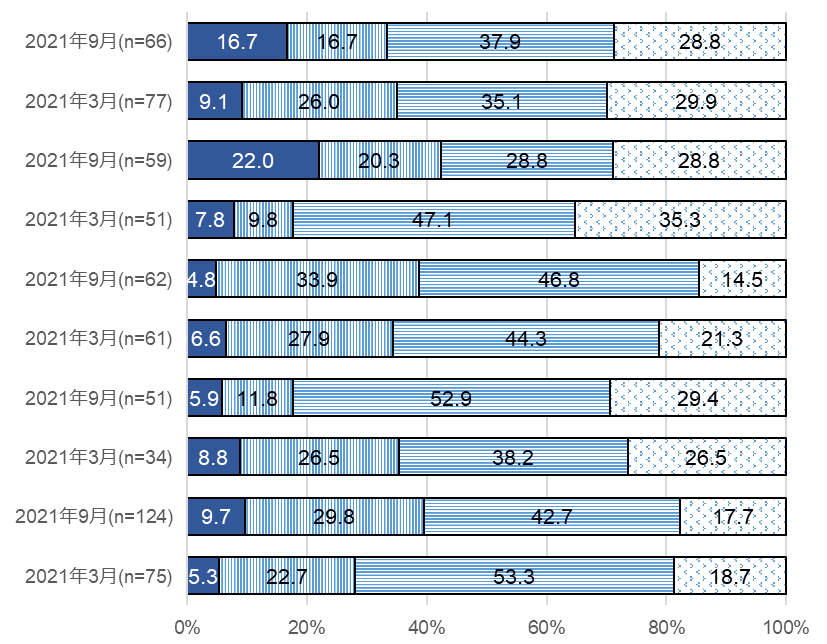 2021年9月(n=66) 16.7 16.7 37.9 28.8
2021年3月(n=77) 9.1 26.0 35.1 29.9
2021年9月(n=59) 22.0 20.3 28.8 28.8
2021年3月(n=51) 7.8 9.8 47.1 35.3
2021年9月(n=62) 4.8 33.9 46.8 14.5
2021年3月(n=61) 6.6 27.9 44.3 21.3
2021年9月(n=51) 5.9 11.8 52.9 29.4
2021年3月(n=34) 8.8 26.5 38.2 26.5
2021年9月(n=124) 9.7 29.8 42.7 17.7
2021年3月(n=75) 5.3 22.7 53.3 18.7
0% 20% 40% 60% 80% 100%